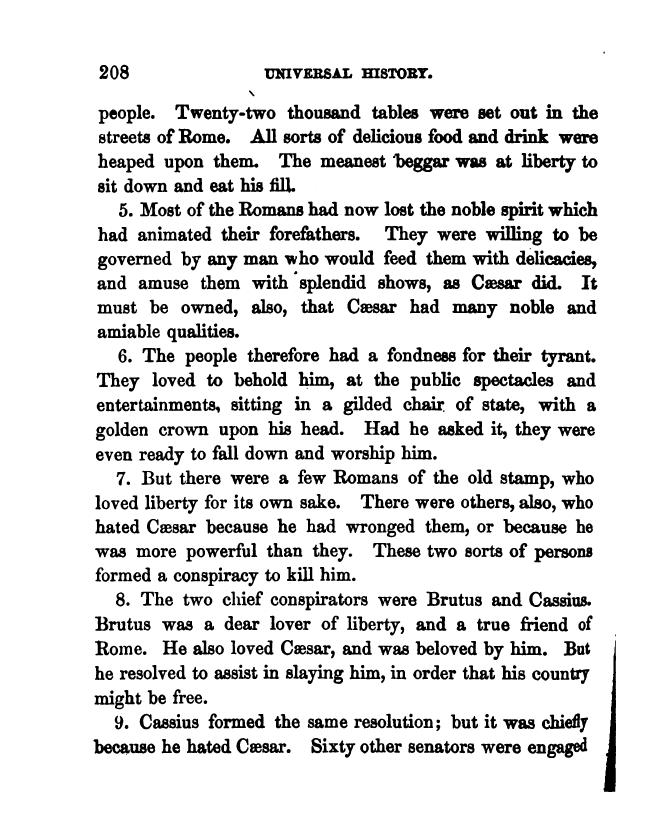 208 UNIVERSAL HISTORY.
people. Twenty-two thousand tables were set out in the
streets of Rome. All sorts of delicious food and drink were
heaped upon them. The meanest beggar was at liberty to
sit down and eat his fill.
5. Most of the Romans had now lost the noble spirit which
had animated their forefathers. They were willing to be
governed by any man who would feed them with delicacies,
and amuse them with splendid shows, as Cæsar did. It
must be owned, also, that Cæsar had many noble and
amiable qualities.
6. The people therefore had a fondness for their tyrant.
They loved to behold him, at the public spectacles and
entertainments, sitting in a gilded chair of state, with a
golden crown upon his head. Had he asked it, they were
even ready to fall down and worship him.
7. But there were a few Romans of the old stamp, who
loved liberty for its own sake. There were others, also, who
hated Cæsar because he had wronged them, or because he
was more powerful than they. These two sorts of persons
formed a conspiracy to kill him.
8. The two chief conspirators were Brutus and Cassius.
Brutus was a dear lover of liberty, and a true friend of
Rome. He also loved Cæsar, and was beloved by him. But
he resolved to assist in slaying him, in order that his country
might be free.
9. Cassius formed the same resolution; but it was chiefly
because he hated Cæsar. Sixty other senators were engaged